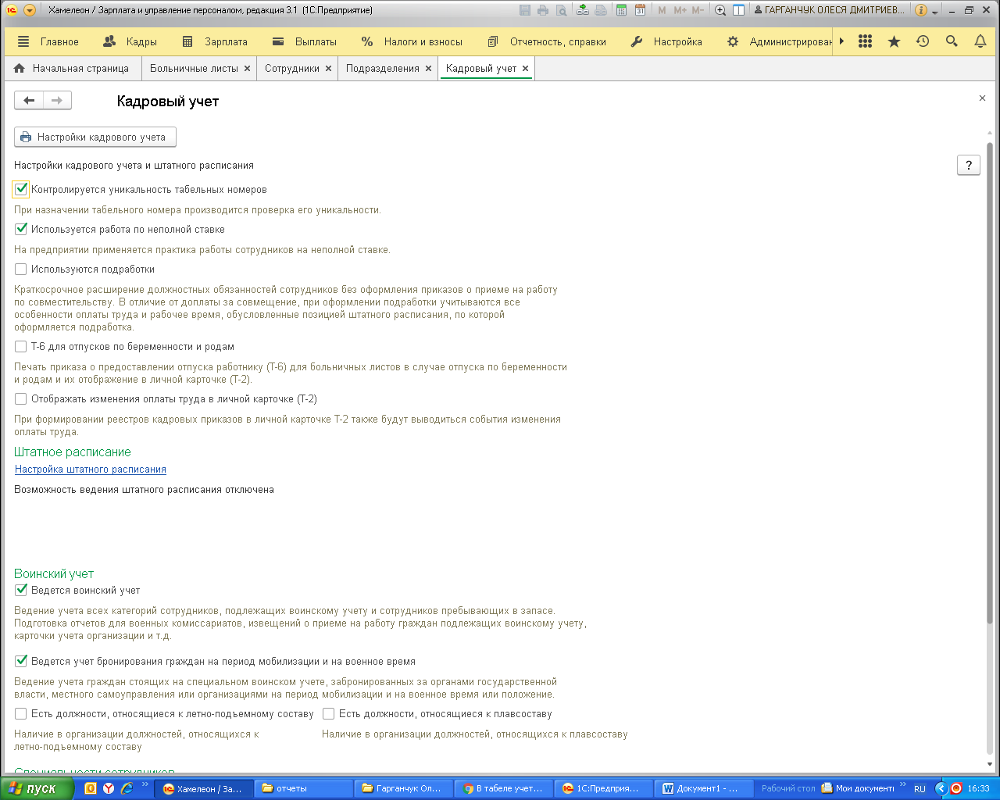 Хамелеон / Зарплата и управление персоналом, редакция 3.1 (1С:Предприятие)
M M+ M- ГАРГАНЧУК ОЛЕСЯ ДМИТРИЕВ...
Главное Кадры Зарплата Выплаты Налоги и взносы Отчетность, справки Настройка Администрирован
Начальная страница Больничные листы × Сотрудники × Подразделения × Кадровый учет ×
Кадровый учет
Настройки кадрового учета
Настройки кадрового учета и штатного расписания
?
Контролируется уникальность табельных номеров
При назначении табельного номера производится проверка его уникальности.
Используется работа по неполной ставке
На предприятии применяется практика работы сотрудников на неполной ставке.
Используются подработки
Краткосрочное расширение должностных обязанностей сотрудников без оформления приказов о приеме на работу
по совместительству. В отличие от доплаты за совмещение, при оформлении подработки учитываются все
особенности оплаты труда и рабочее время, обусловленные позицией штатного расписания, по которой
оформляется подработка.
Т-6 для отпусков по беременности и родам
Печать приказа о предоставлении отпуска работнику (Т-6) для больничных листов в случае отпуска по беременности
и родам и их отображение в личной карточке (Т-2).
Отображать изменения оплаты труда в личной карточке (Т-2)
При формировании реестров кадровых приказов в личной карточке Т-2 также будут выводиться события изменения
оплаты труда.
Штатное расписание
Настройка штатного расписания
Возможность ведения штатного расписания отключена
Воинский учет
Ведется воинский учет
Ведение учета всех категорий сотрудников, подлежащих воинскому учету и сотрудников пребывающих в запасе.
Подготовка отчетов для военных комиссариатов, извещений о приеме на работу граждан подлежащих воинскому учету,
карточки учета организации и т.д.
Ведется учет бронирования граждан на период мобилизации и на военное время
Ведение учета граждан стоящих на специальном воинском учете, забронированных за органами государственной
власти, местного самоуправления или организациями на период мобилизации и на военное время или положение.
Есть должности, относящиеся к летно-подъемному составу Есть должности, относящиеся к плавсоставу
Наличие в организации должностей, относящихся к Наличие в организации должностей, относящихся к плавсоставу
летно-подъемному составу
Специальности сотрудников
пуск Хамелеон / За... отчеты Гарганчук Ол... В табеле учет... 1С:Предприя... Документ1 - ... Рабочий стол Мои документы RU 16:33